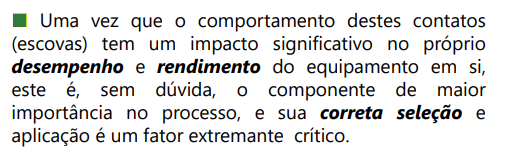 Uma vez que o comportamento destes contatos
(escovas) tem um impacto significativo no próprio
desempenho e rendimento do equipamento em si,
este é, sem dúvida, o componente de maior
importância no processo, e sua correta seleção e
aplicação é um fator extremante crítico.